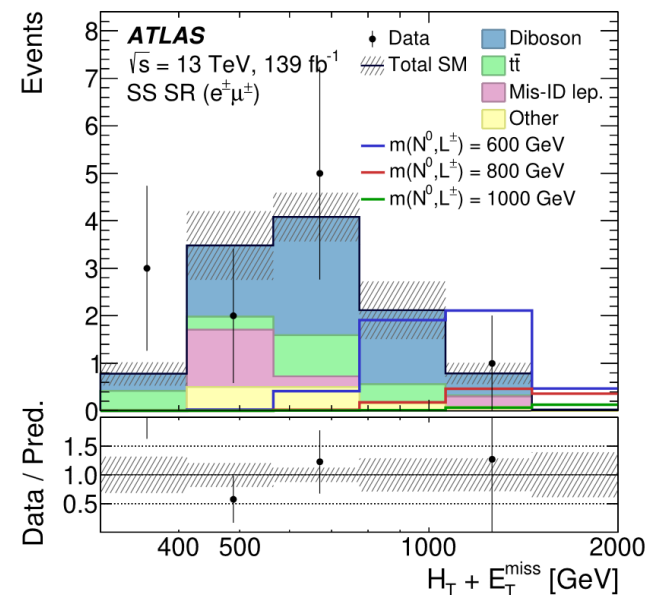 ATLAS
√s = 13 TeV, 139 fb⁻¹
SS SR (e±μ±)
Data
Total SM
Diboson
tt̄
Mis-ID lep.
Other
m(N⁰,L±) = 600 GeV
m(N⁰,L±) = 800 GeV
m(N⁰,L±) = 1000 GeV
Events
8
7
6
5
4
3
2
1
0
Data / Pred.
1.5
1.0
0.5
400 500 1000 2000
H_T + E_T^miss [GeV]